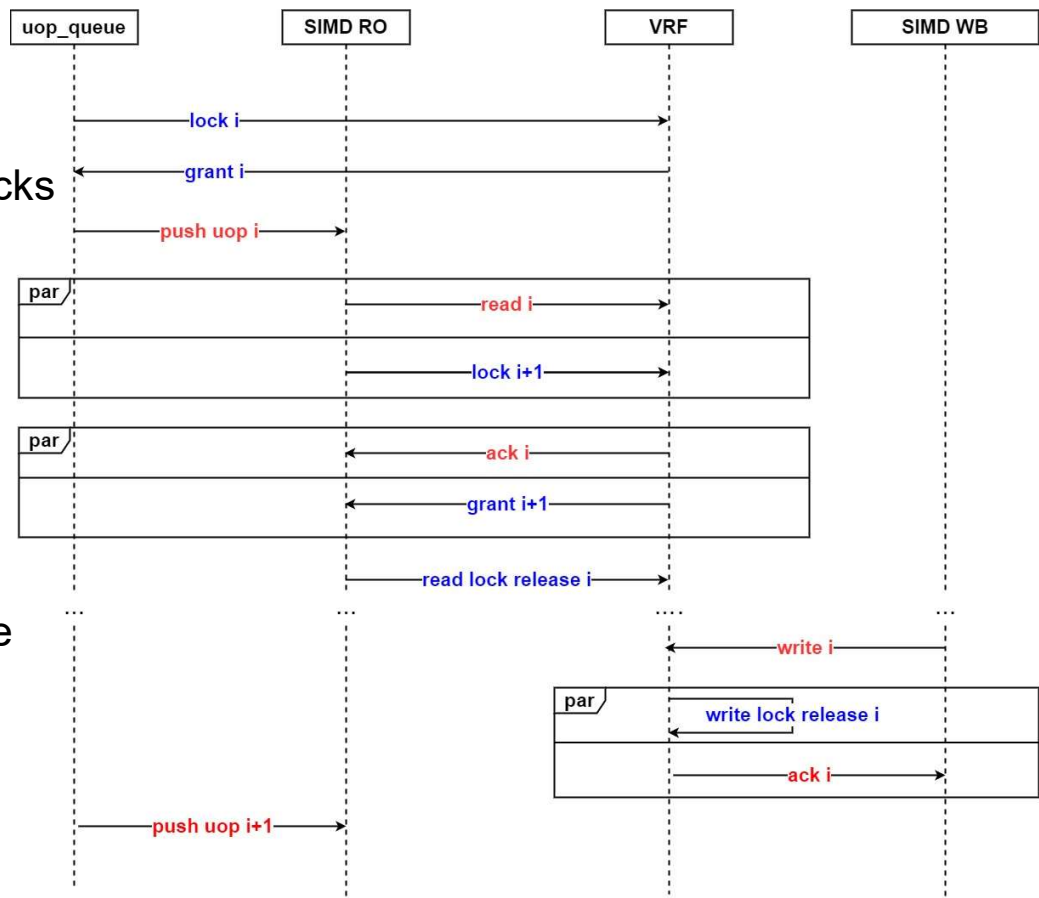 uop_queue SIMD RO VRF SIMD WB
lock i
grant i
cks
push uop i
par
read i
lock i+1
par
ack i
grant i+1
read lock release i
... ... .... ...
e
write i
par
write lock release i
ack i
push uop i+1